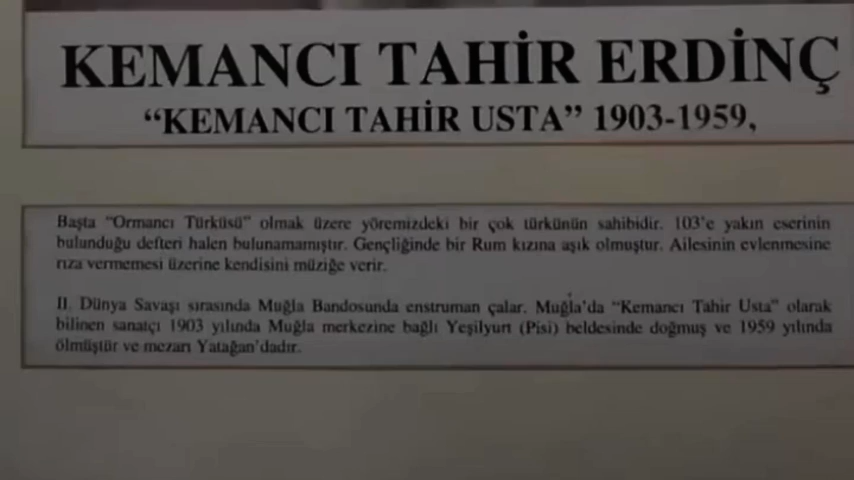 KEMANCI TAHİR ERDİNÇ
“KEMANCI TAHİR USTA” 1903-1959,
Başta “Ormancı Türküsü” olmak üzere yöremizdeki bir çok türkünün sahibidir. 103’e yakın eserinin
bulunduğu defteri halen bulunamamıştır. Gençliğinde bir Rum kızına aşık olmuştur. Ailesinin evlenmesine
rıza vermemesi üzerine kendisini müziğe verir.
II. Dünya Savaşı sırasında Muğla Bandosunda enstruman çalar. Muğla’da “Kemancı Tahir Usta” olarak
bilinen sanatçı 1903 yılında Muğla merkezine bağlı Yeşilyurt (Pisi) beldesinde doğmuş ve 1959 yılında
ölmüştür ve mezarı Yatağan’dadır.